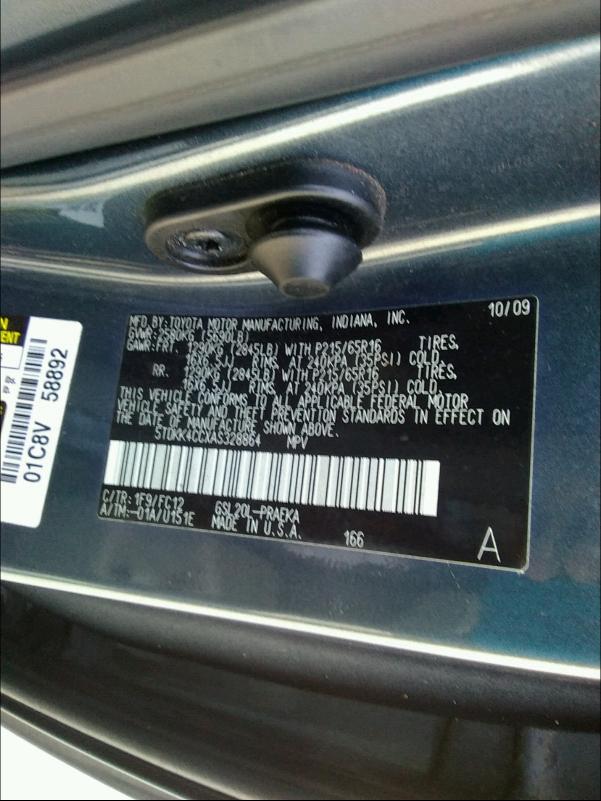 10/09
MFD.BY:TOYOTA MOTOR MANUFACTURING, INDIANA, INC.
GVWR: 2580KG (5690LB)
GAWR:FRT. 1290KG (2845LB) WITH P215/65R16 TIRES,
16X6.5J RIMS AT 240KPA (35PSI) COLD.
RR. 1290KG (2845LB) WITH P215/65R16 TIRES,
16X6.5J RIMS AT 240KPA (35PSI) COLD.
THIS VEHICLE CONFORMS TO ALL APPLICABLE FEDERAL MOTOR
VEHICLE SAFETY AND THEFT PREVENTION STANDARDS IN EFFECT ON
THE DATE OF MANUFACTURE SHOWN ABOVE.
5TDKK4CCXAS328864 MPV
C/TR: 1F9/FC12 GSL20L-PRAFKA
A/TM:-01A/U151E MADE IN U.S.A. 166
A
01C8V 58892